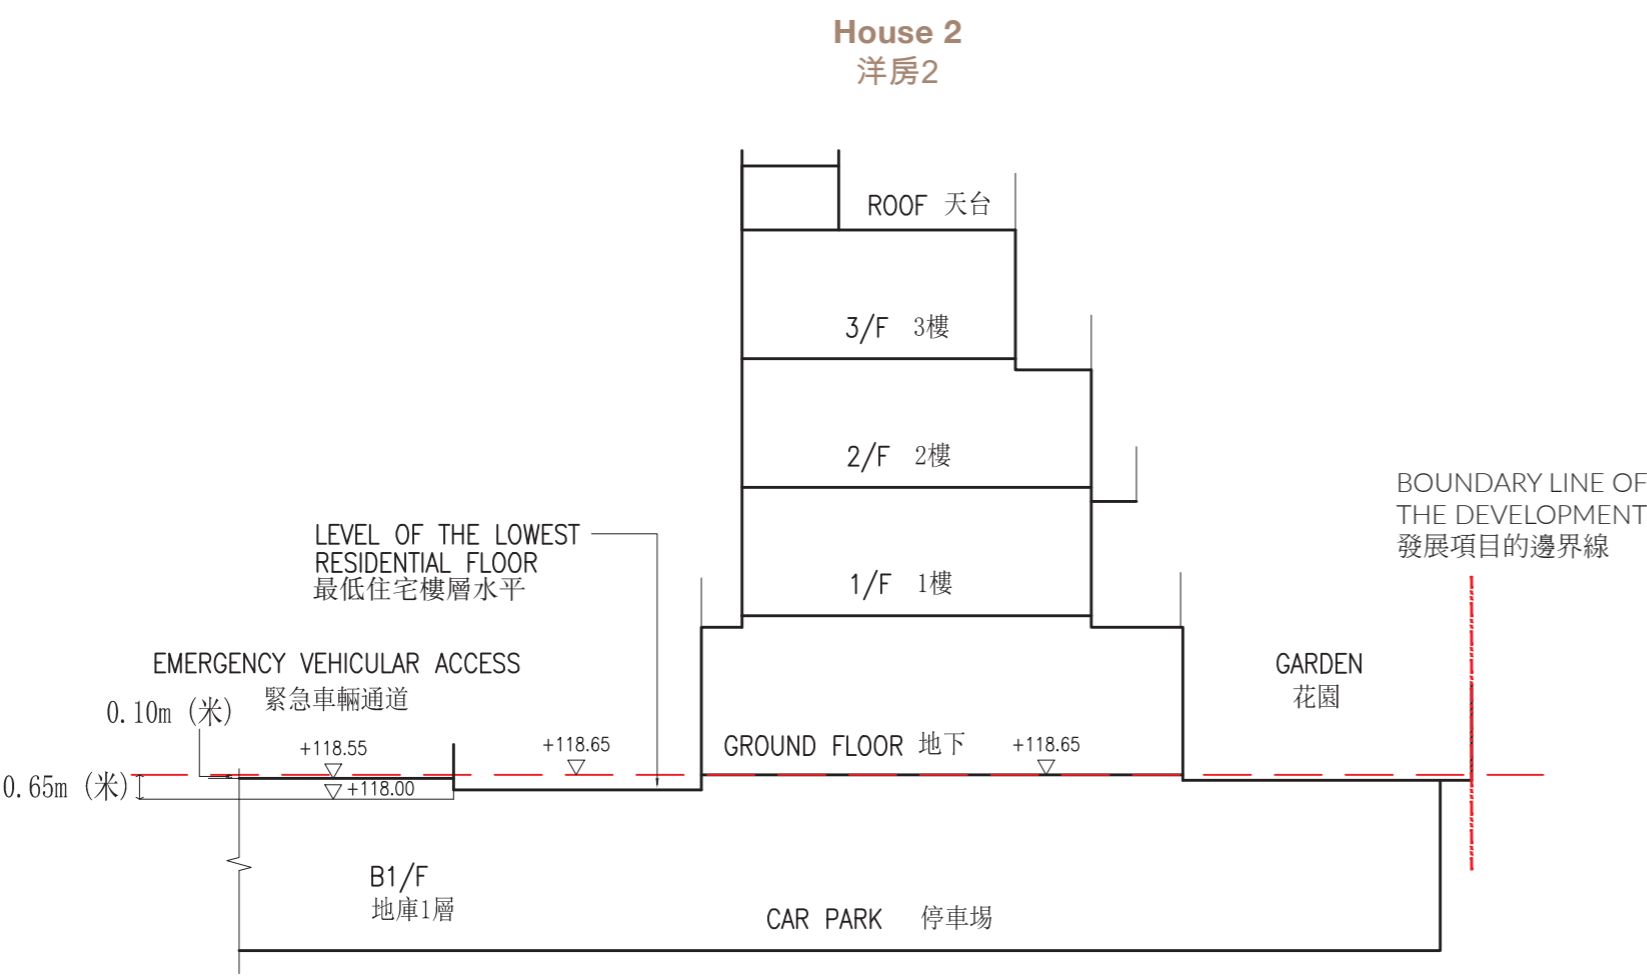 House 2
洋房2
ROOF 天台
3/F 3樓
2/F 2樓
BOUNDARY LINE OF
THE DEVELOPMENT
發展項目的邊界線
LEVEL OF THE LOWEST
RESIDENTIAL FLOOR
最低住宅樓層水平
1/F 1樓
EMERGENCY VEHICULAR ACCESS
緊急車輛通道
GARDEN
花園
0.10m (米)
+118.55
+118.65
GROUND FLOOR 地下
+118.65
0.65m (米)
+118.00
B1/F
地庫1層
CAR PARK 停車場